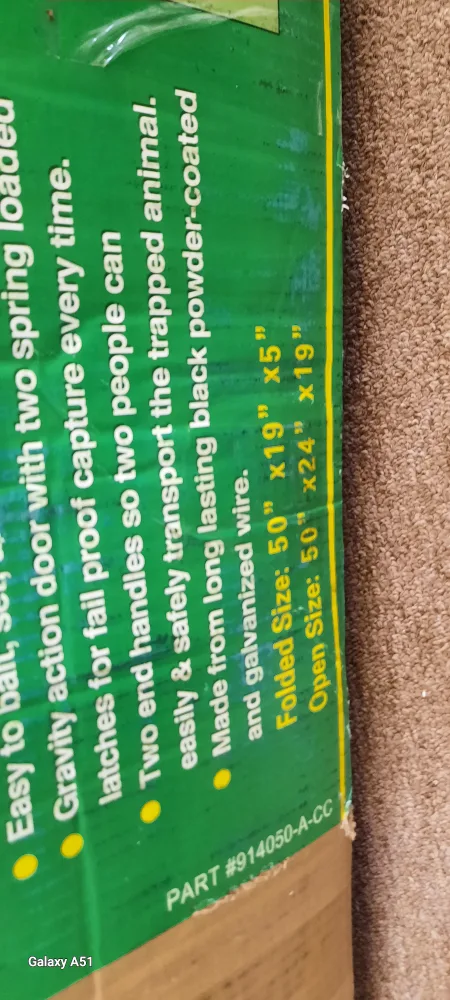 Easy to bait, set,
Gravity action door with two spring loaded
latches for fail proof capture every time.
Two end handles so two people can
easily & safely transport the trapped animal.
Made from long lasting black powder-coated
and galvanized wire.
Folded Size: 50" x19" x5"
Open Size: 50" x24" x19"
PART #914050-A-CC
Galaxy A51